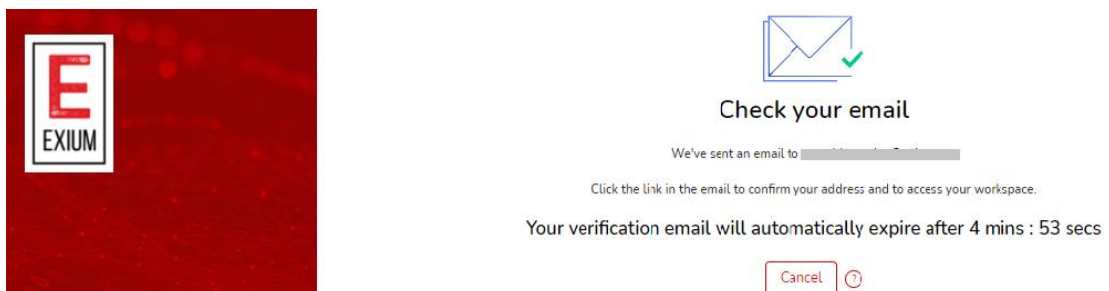 E
EXIUM
Check your email
We've sent an email to
Click the link in the email to confirm your address and to access your workspace.
Your verification email will automatically expire after 4 mins : 53 secs
Cancel ?